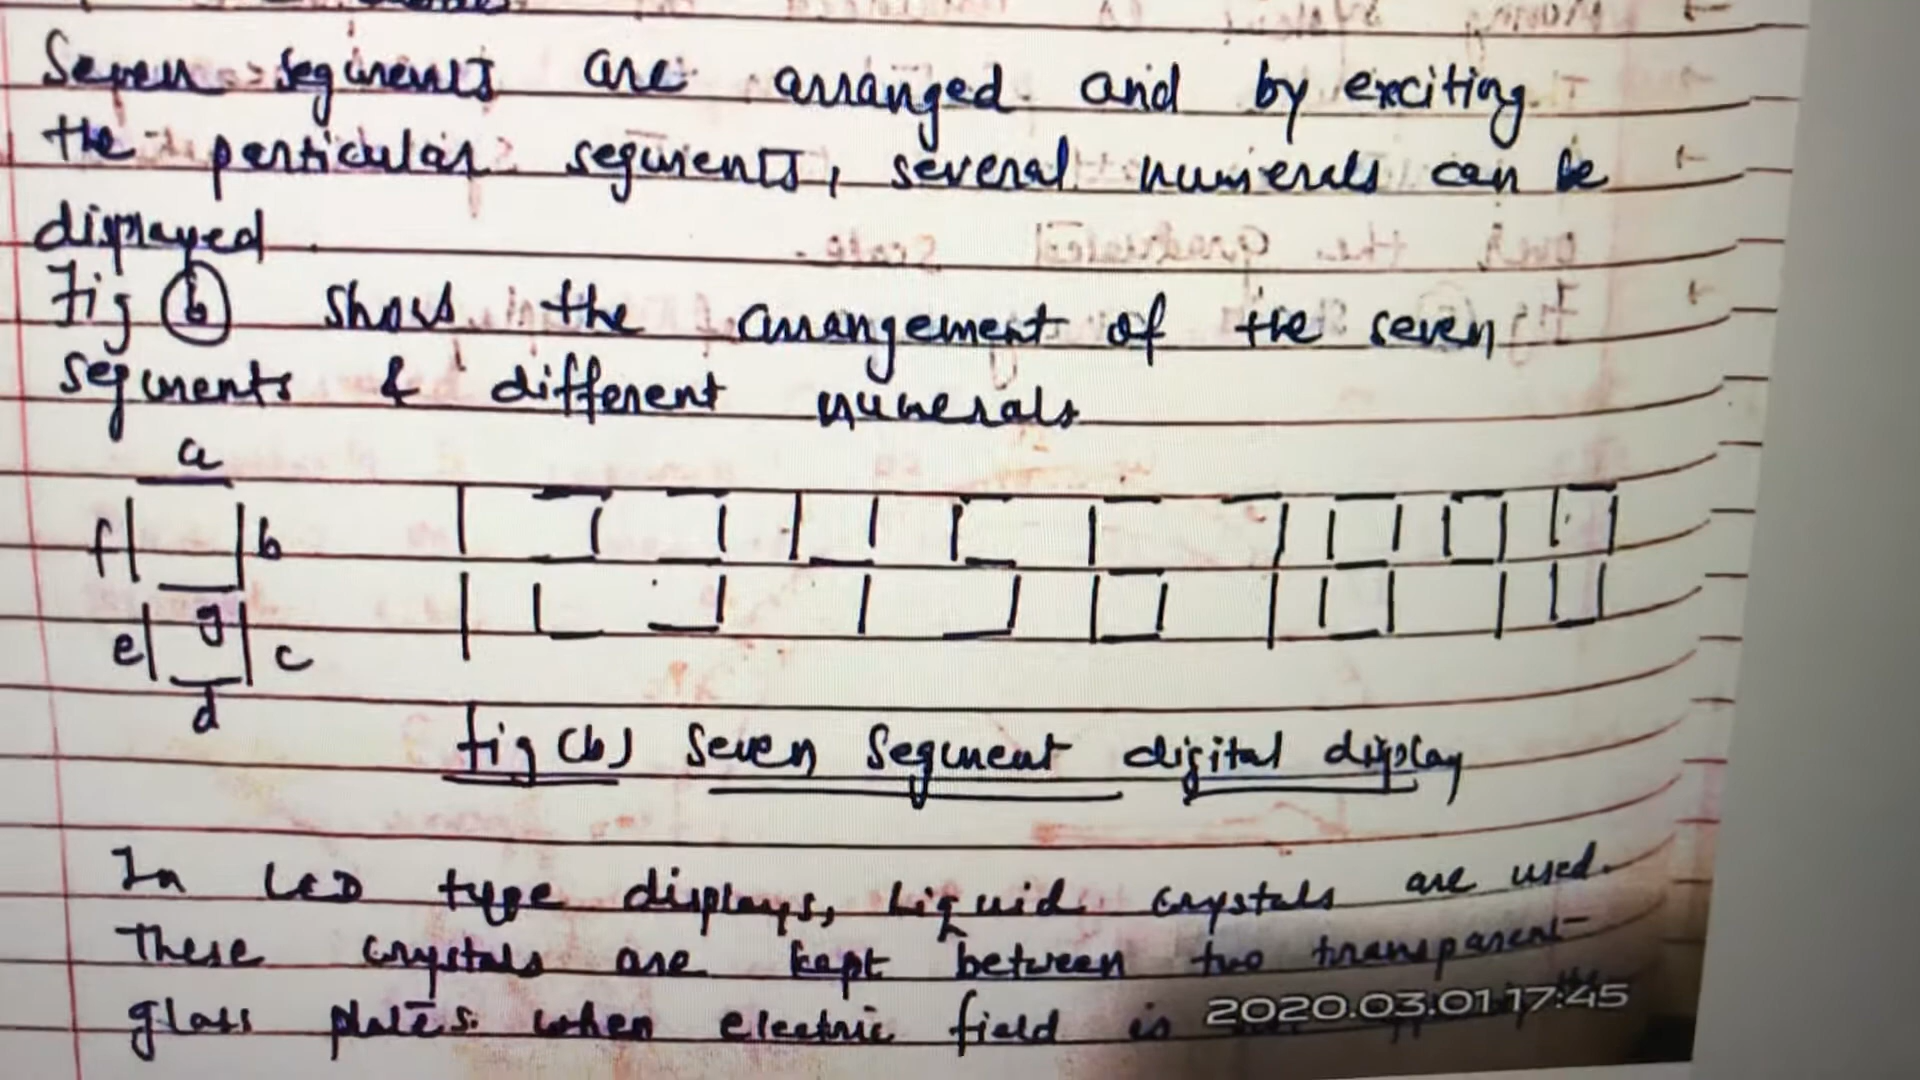 Seven segments are arranged and by exciting
the particular segments, several numerals can be
displayed.
Fig (b) shows the arrangement of the seven
segments & different numerals
a
f b
g
e c
d
fig (b) Seven Segment digital display
In LCD type displays, Liquid crystals are used.
These crystals are kept between two transparent
glass plates. when electric field is
2020.03.01 17:45